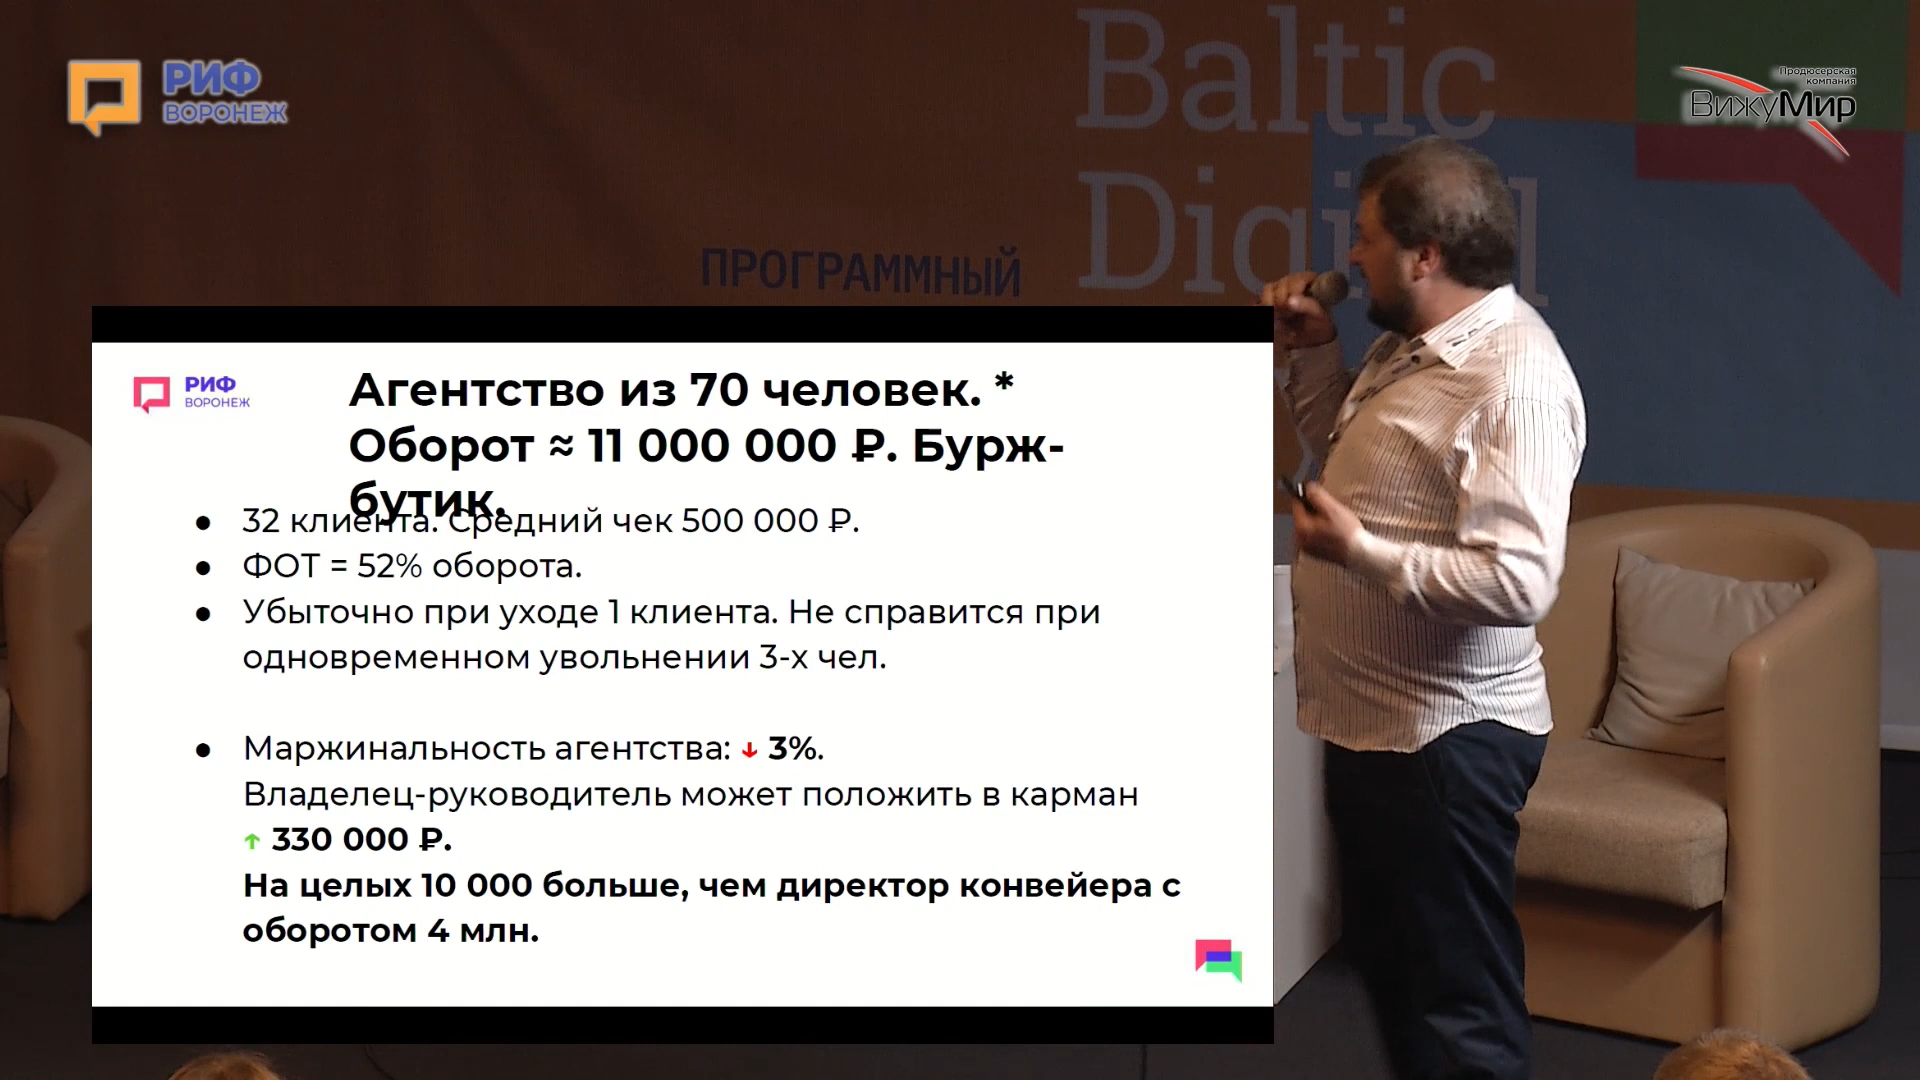 Baltic
Digi l
РИФ
ВОРОНЕЖ
Продюсерская
компания
ВижуМир
ПРОГРАММНЫЙ
РИФ
ВОРОНЕЖ
Агентство из 70 человек. *
Оборот ≈ 11 000 000 ₽. Бурж-
бутик.
● 32 клиента. Средний чек 500 000 ₽.
● ФОТ = 52% оборота.
● Убыточно при уходе 1 клиента. Не справится при
одновременном увольнении 3-х чел.
● Маржинальность агентства: ↓ 3%.
Владелец-руководитель может положить в карман
↑ 330 000 ₽.
На целых 10 000 больше, чем директор конвейера с
оборотом 4 млн.